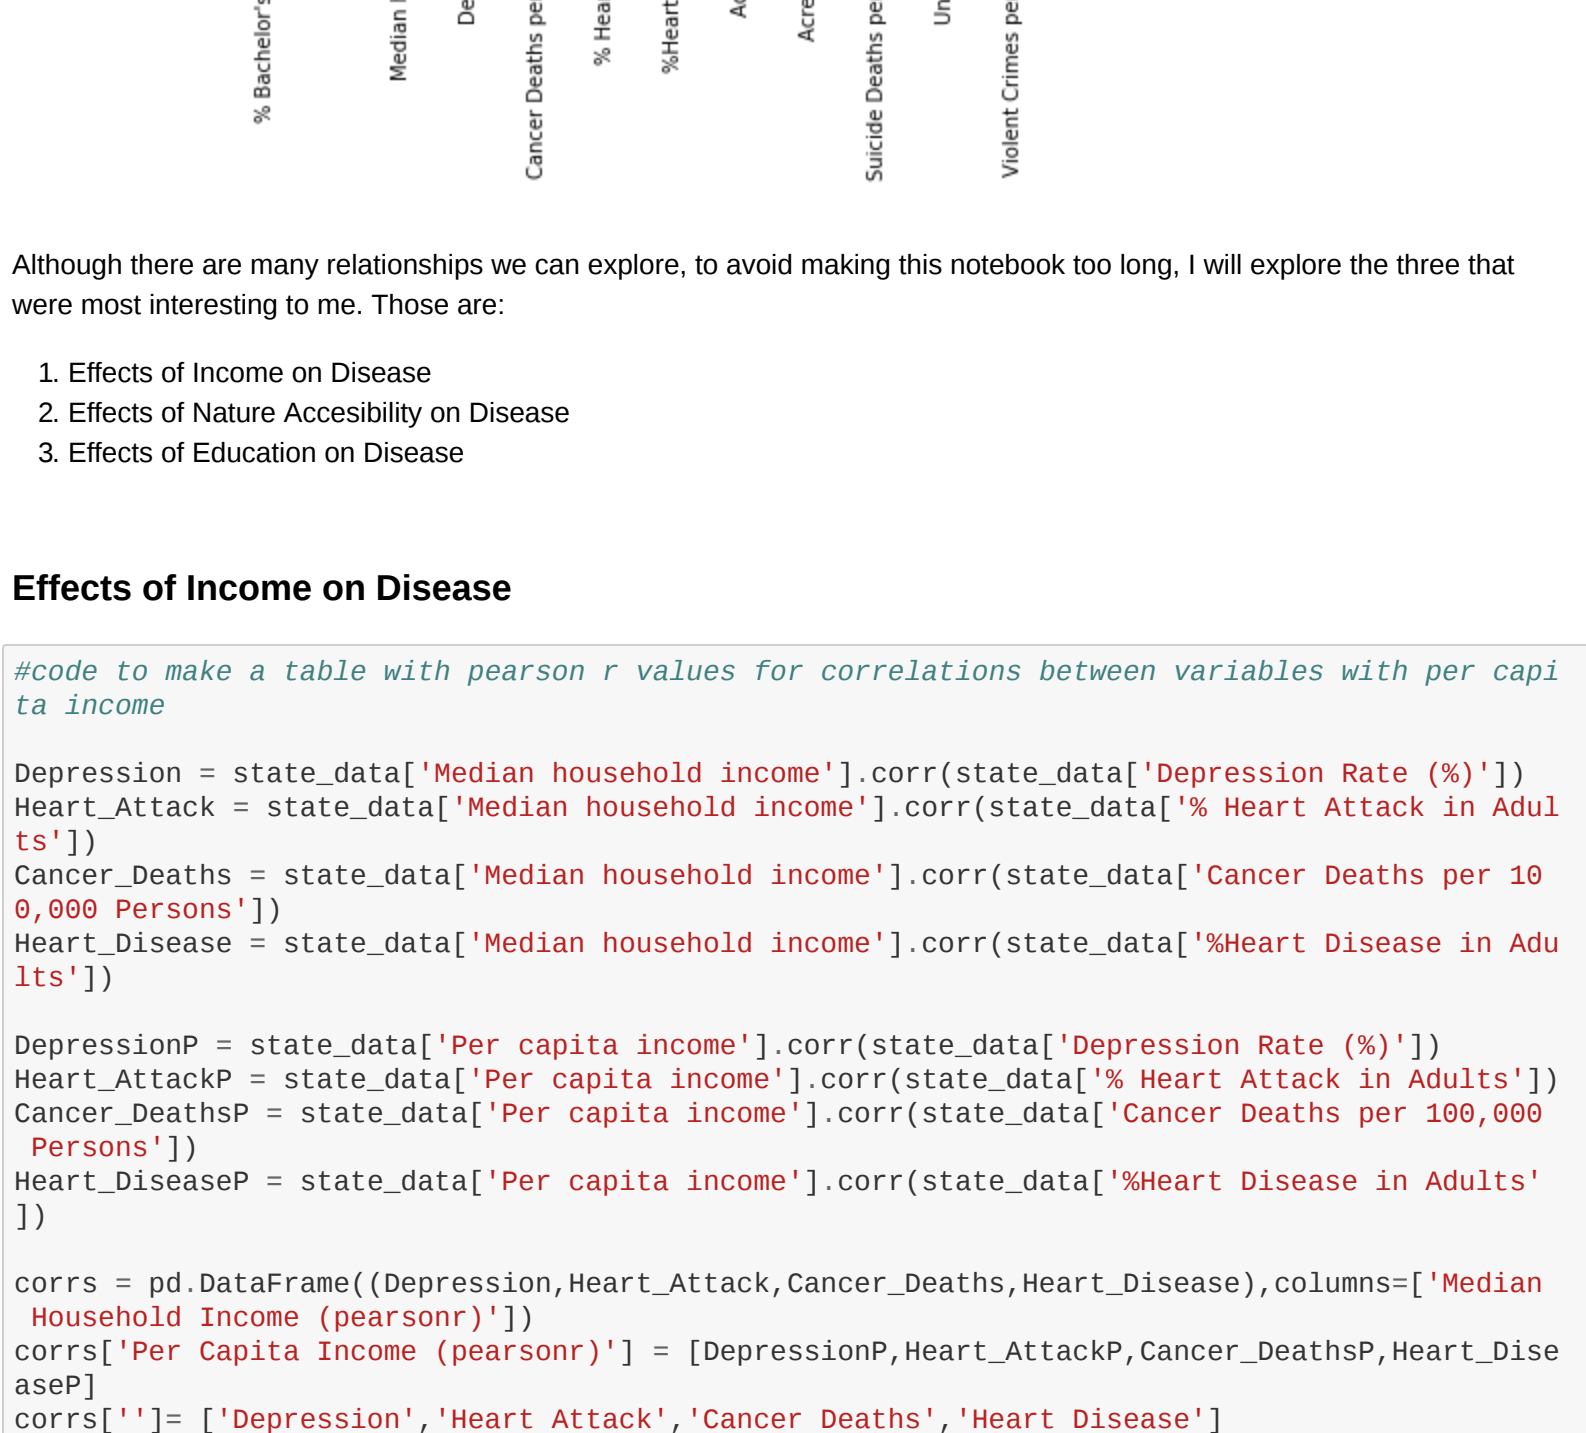 % Bachelor's
Median
De
Cancer Deaths pe
% Hea
%Heart
Ac
Acre
Suicide Deaths pe
Un
Violent Crimes pe
Although there are many relationships we can explore, to avoid making this notebook too long, I will explore the three that
were most interesting to me. Those are:
1. Effects of Income on Disease
2. Effects of Nature Accesibility on Disease
3. Effects of Education on Disease
Effects of Income on Disease
#code to make a table with pearson r values for correlations between variables with per capi
ta income
Depression = state_data['Median household income'].corr(state_data['Depression Rate (%)'])
Heart_Attack = state_data['Median household income'].corr(state_data['% Heart Attack in Adul
ts'])
Cancer_Deaths = state_data['Median household income'].corr(state_data['Cancer Deaths per 10
0,000 Persons'])
Heart_Disease = state_data['Median household income'].corr(state_data['%Heart Disease in Adu
lts'])
DepressionP = state_data['Per capita income'].corr(state_data['Depression Rate (%)'])
Heart_AttackP = state_data['Per capita income'].corr(state_data['% Heart Attack in Adults'])
Cancer_DeathsP = state_data['Per capita income'].corr(state_data['Cancer Deaths per 100,000
 Persons'])
Heart_DiseaseP = state_data['Per capita income'].corr(state_data['%Heart Disease in Adults'
])
corrs = pd.DataFrame((Depression,Heart_Attack,Cancer_Deaths,Heart_Disease),columns=['Median
 Household Income (pearsonr)'])
corrs['Per Capita Income (pearsonr)'] = [DepressionP,Heart_AttackP,Cancer_DeathsP,Heart_Dise
aseP]
corrs['']= ['Depression','Heart Attack','Cancer Deaths','Heart Disease']